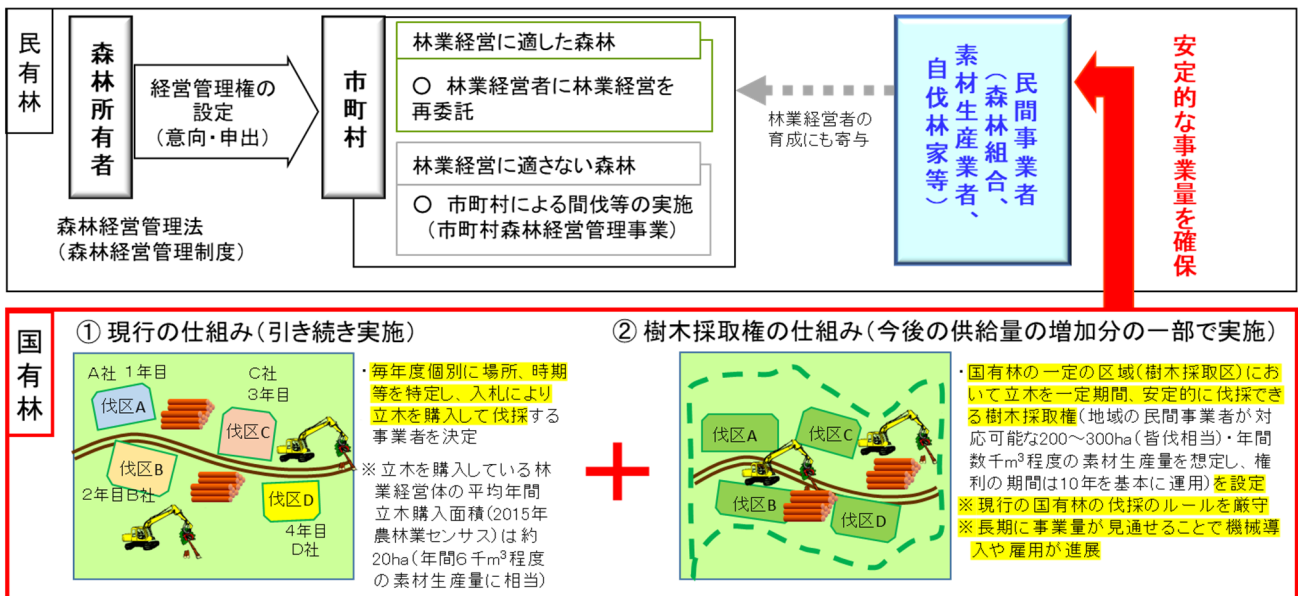 民有林
森林所有者
経営管理権の
設定
（意向・申出）
森林経営管理法
（森林経営管理制度）
市町村
林業経営に適した森林
○ 林業経営者に林業経営を
再委託
林業経営に適さない森林
○ 市町村による間伐等の実施
（市町村森林経営管理事業）
林業経営者の
育成にも寄与
民間事業者
（森林組合、
素材生産業者、
自伐林家等）
安定的な事業量を確保
国有林
① 現行の仕組み（引き続き実施）
A社 1年目
伐区A
C社
3年目
伐区C
伐区B
2年目B社
伐区D
4年目
D社
・毎年度個別に場所、時期
等を特定し、入札により
立木を購入して伐採する
事業者を決定
※ 立木を購入している林
業経営体の平均年間
立木購入面積（2015年
農林業センサス）は約
20ha（年間6千m³程度
の素材生産量に相当）
＋
② 樹木採取権の仕組み（今後の供給量の増加分の一部で実施）
伐区A
伐区C
伐区B
伐区D
・国有林の一定の区域（樹木採取区）にお
いて立木を一定期間、安定的に伐採でき
る樹木採取権（地域の民間事業者が対
応可能な200～300ha（皆伐相当）・年間
数千m³程度の素材生産量を想定し、権
利の期間は10年を基本に運用）を設定
※ 現行の国有林の伐採のルールを厳守
※ 長期に事業量が見通せることで機械導
入や雇用が進展